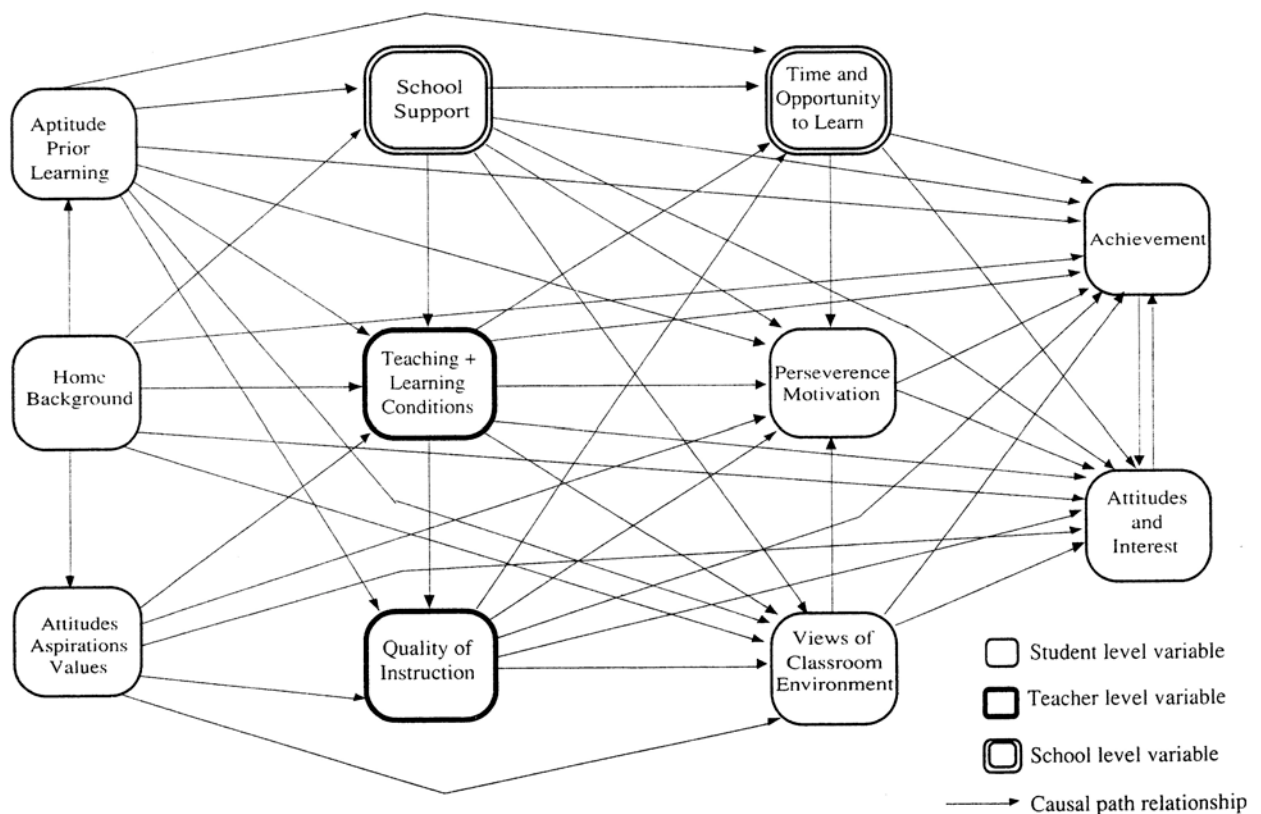 Aptitude
Prior
Learning
School
Support
Time and
Opportunity
to Learn
Achievement
Home
Background
Teaching +
Learning
Conditions
Perseverence
Motivation
Attitudes
and
Interest
Attitudes
Aspirations
Values
Quality of
Instruction
Views of
Classroom
Environment
Student level variable
Teacher level variable
School level variable
Causal path relationship